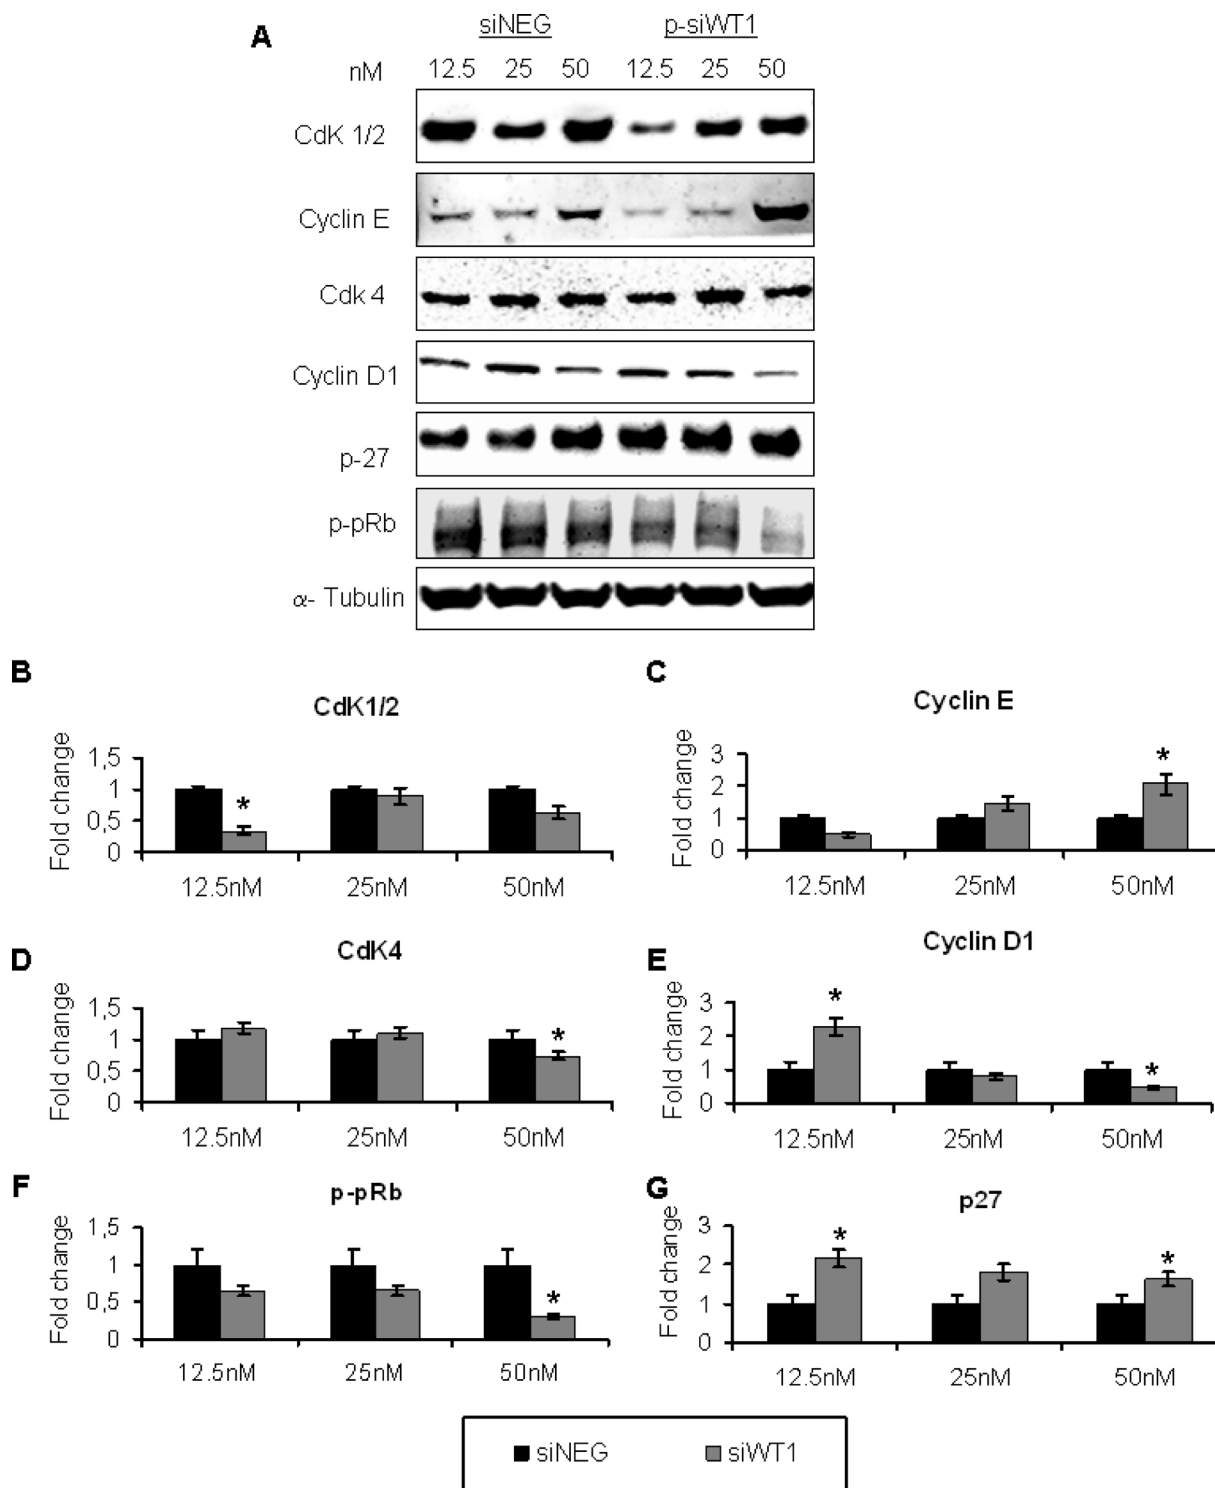 A
siNEG p-siWT1
nM 12.5 25 50 12.5 25 50
CdK 1/2
Cyclin E
Cdk 4
Cyclin D1
p-27
p-pRb
α- Tubulin
B
CdK1/2
Fold change
1,5
1
0,5
0
*
12.5nM 25nM 50nM
C
Cyclin E
Fold change
3
2
1
0
*
12.5nM 25nM 50nM
D
CdK4
Fold change
1,5
1
0,5
0
*
12.5nM 25nM 50nM
E
Cyclin D1
Fold change
3
2
1
0
* *
12.5nM 25nM 50nM
F
p-pRb
Fold change
1,5
1
0,5
0
*
12.5nM 25nM 50nM
G
p27
Fold change
3
2
1
0
* *
12.5nM 25nM 50nM
siNEG siWT1